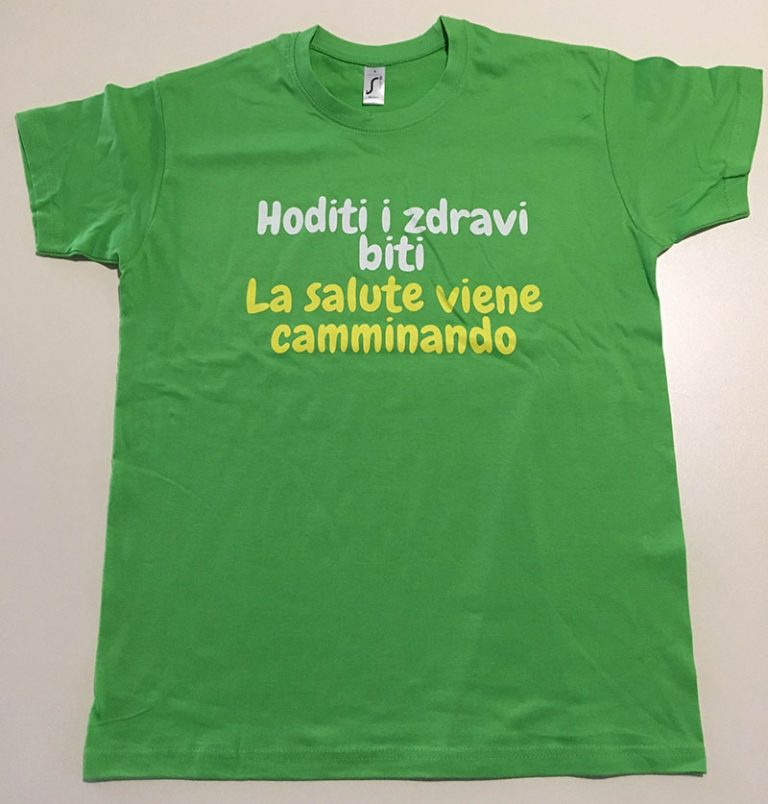 Hoditi i zdravi
biti
La salute viene
camminando